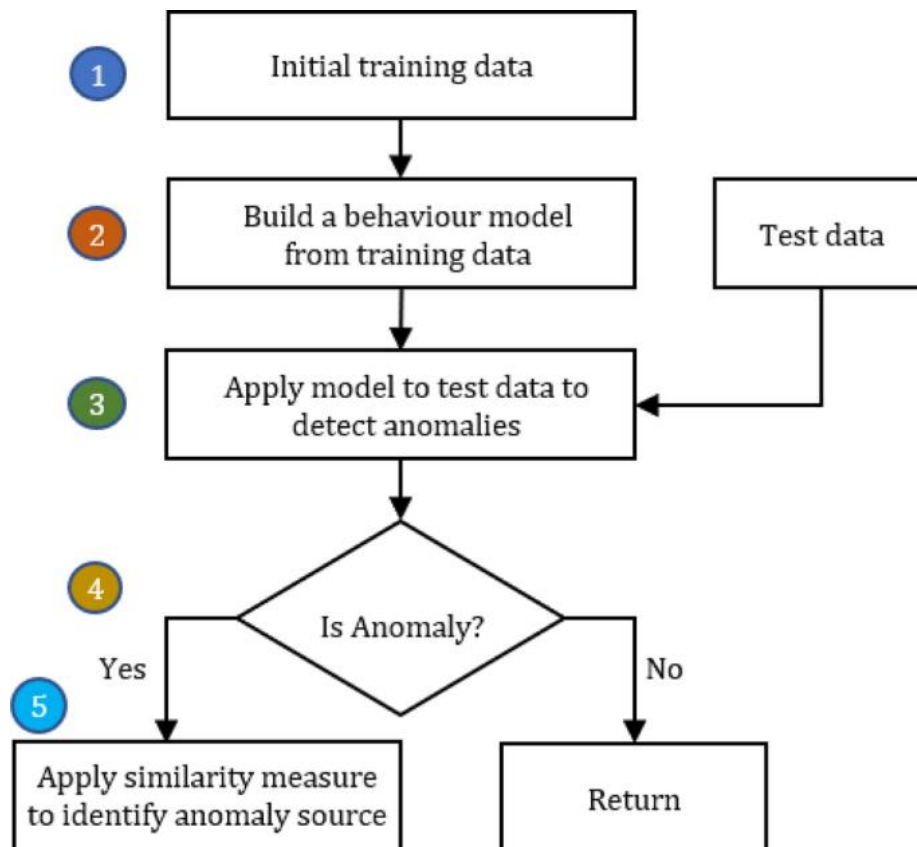 1
Initial training data
2
Build a behaviour model
from training data
Test data
3
Apply model to test data to
detect anomalies
4
Is Anomaly?
Yes
No
5
Apply similarity measure
to identify anomaly source
Return